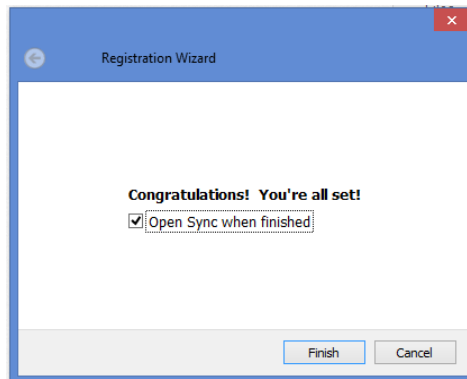 Registration Wizard
Congratulations! You're all set!
Open Sync when finished
Finish
Cancel